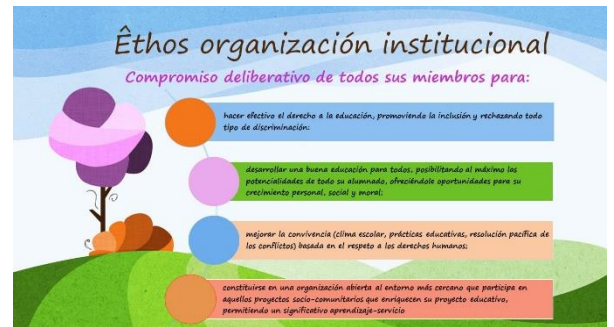 Êthos organización institucional
Compromiso deliberativo de todos sus miembros para:
hacer efectivo el derecho a la educación, promoviendo la inclusión y rechazando todo
tipo de discriminación;
desarrollar una buena educación para todos, posibilitando al máximo las
potencialidades de todo su alumnado, ofreciéndole oportunidades para su
crecimiento personal, social y moral;
mejorar la convivencia (clima escolar, prácticas educativas, resolución pacífica de
los conflictos) basada en el respeto a los derechos humanos;
constituirse en una organización abierta al entorno más cercano que participe en
aquellos proyectos socio-comunitarios que enriquecen su proyecto educativo,
permitiendo un significativo aprendizaje-servicio